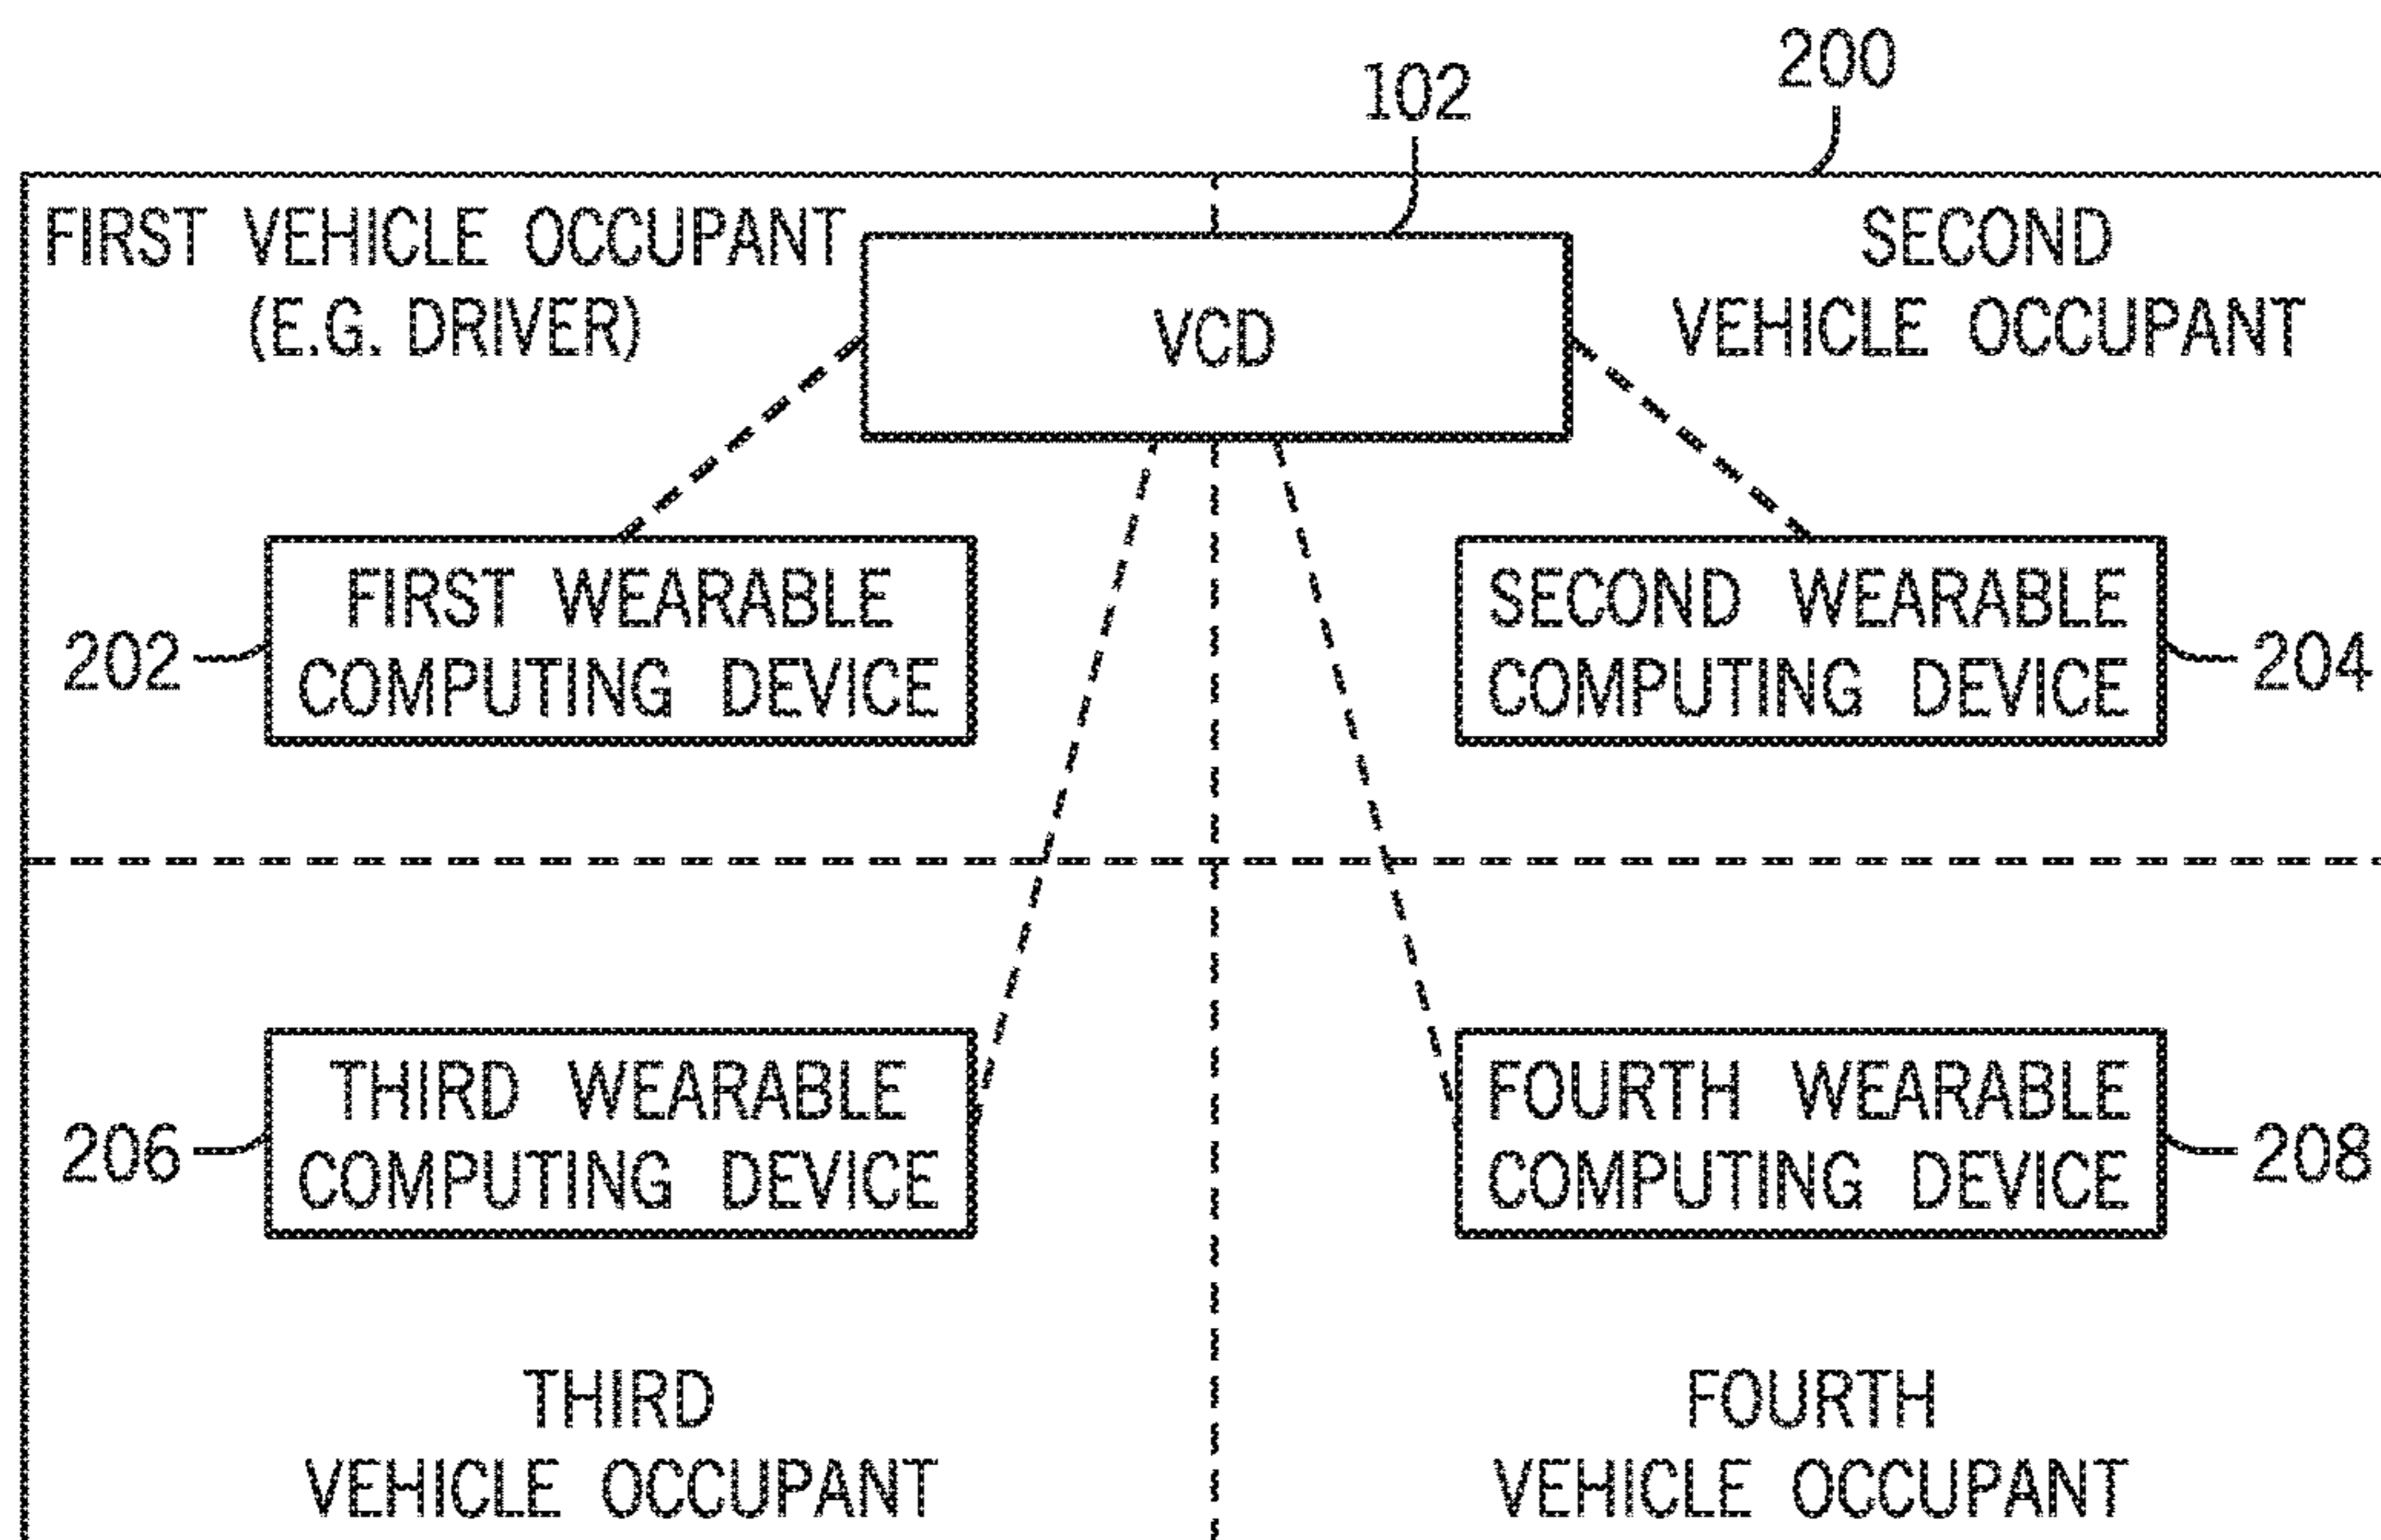 102
200
FIRST VEHICLE OCCUPANT
(E.G. DRIVER)
VCD
SECOND
VEHICLE OCCUPANT
202
FIRST WEARABLE
COMPUTING DEVICE
SECOND WEARABLE
COMPUTING DEVICE
204
206
THIRD WEARABLE
COMPUTING DEVICE
FOURTH WEARABLE
COMPUTING DEVICE
208
THIRD
VEHICLE OCCUPANT
FOURTH
VEHICLE OCCUPANT